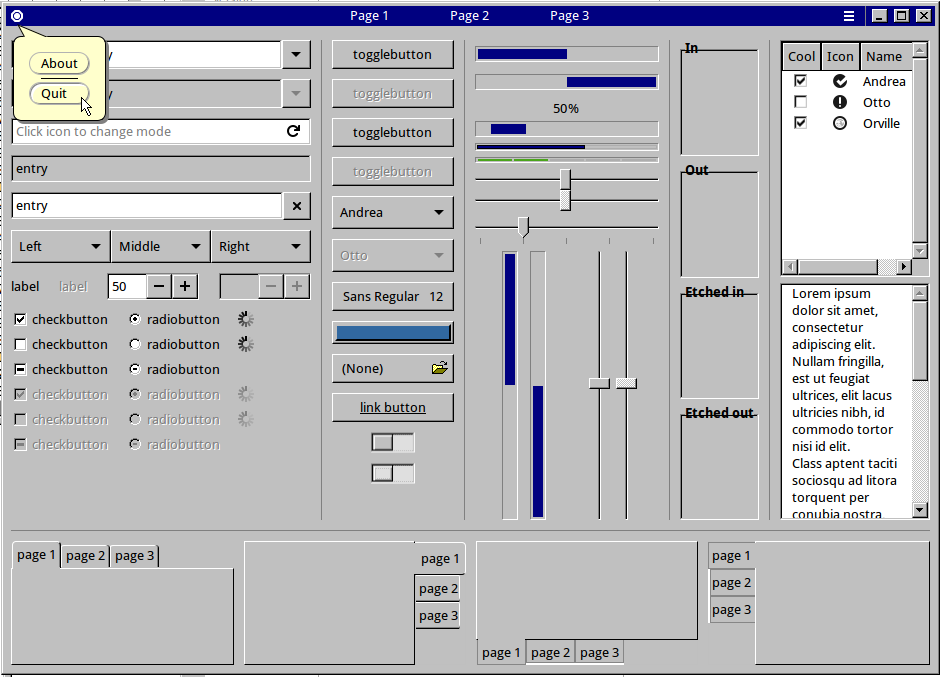 Page 1
Page 2
Page 3
About
Quit
y
y
Click icon to change mode
entry
entry
Left
Middle
Right
label
label
50
checkbutton
radiobutton
checkbutton
radiobutton
checkbutton
radiobutton
checkbutton
radiobutton
checkbutton
radiobutton
checkbutton
radiobutton
togglebutton
togglebutton
togglebutton
togglebutton
Andrea
Otto
Sans Regular 12
(None)
link button
50%
In
Out
Etched in
Etched out
Cool
Icon
Name
Andrea
Otto
Orville
Lorem ipsum
dolor sit amet,
consectetur
adipiscing elit.
Nullam fringilla,
est ut feugiat
ultrices, elit lacus
ultricies nibh, id
commodo tortor
nisi id elit.
Class aptent taciti
sociosqu ad litora
torquent per
conubia nostra,
page 1
page 2
page 3
page 1
page 2
page 3
page 1
page 2
page 3
page 1
page 2
page 3